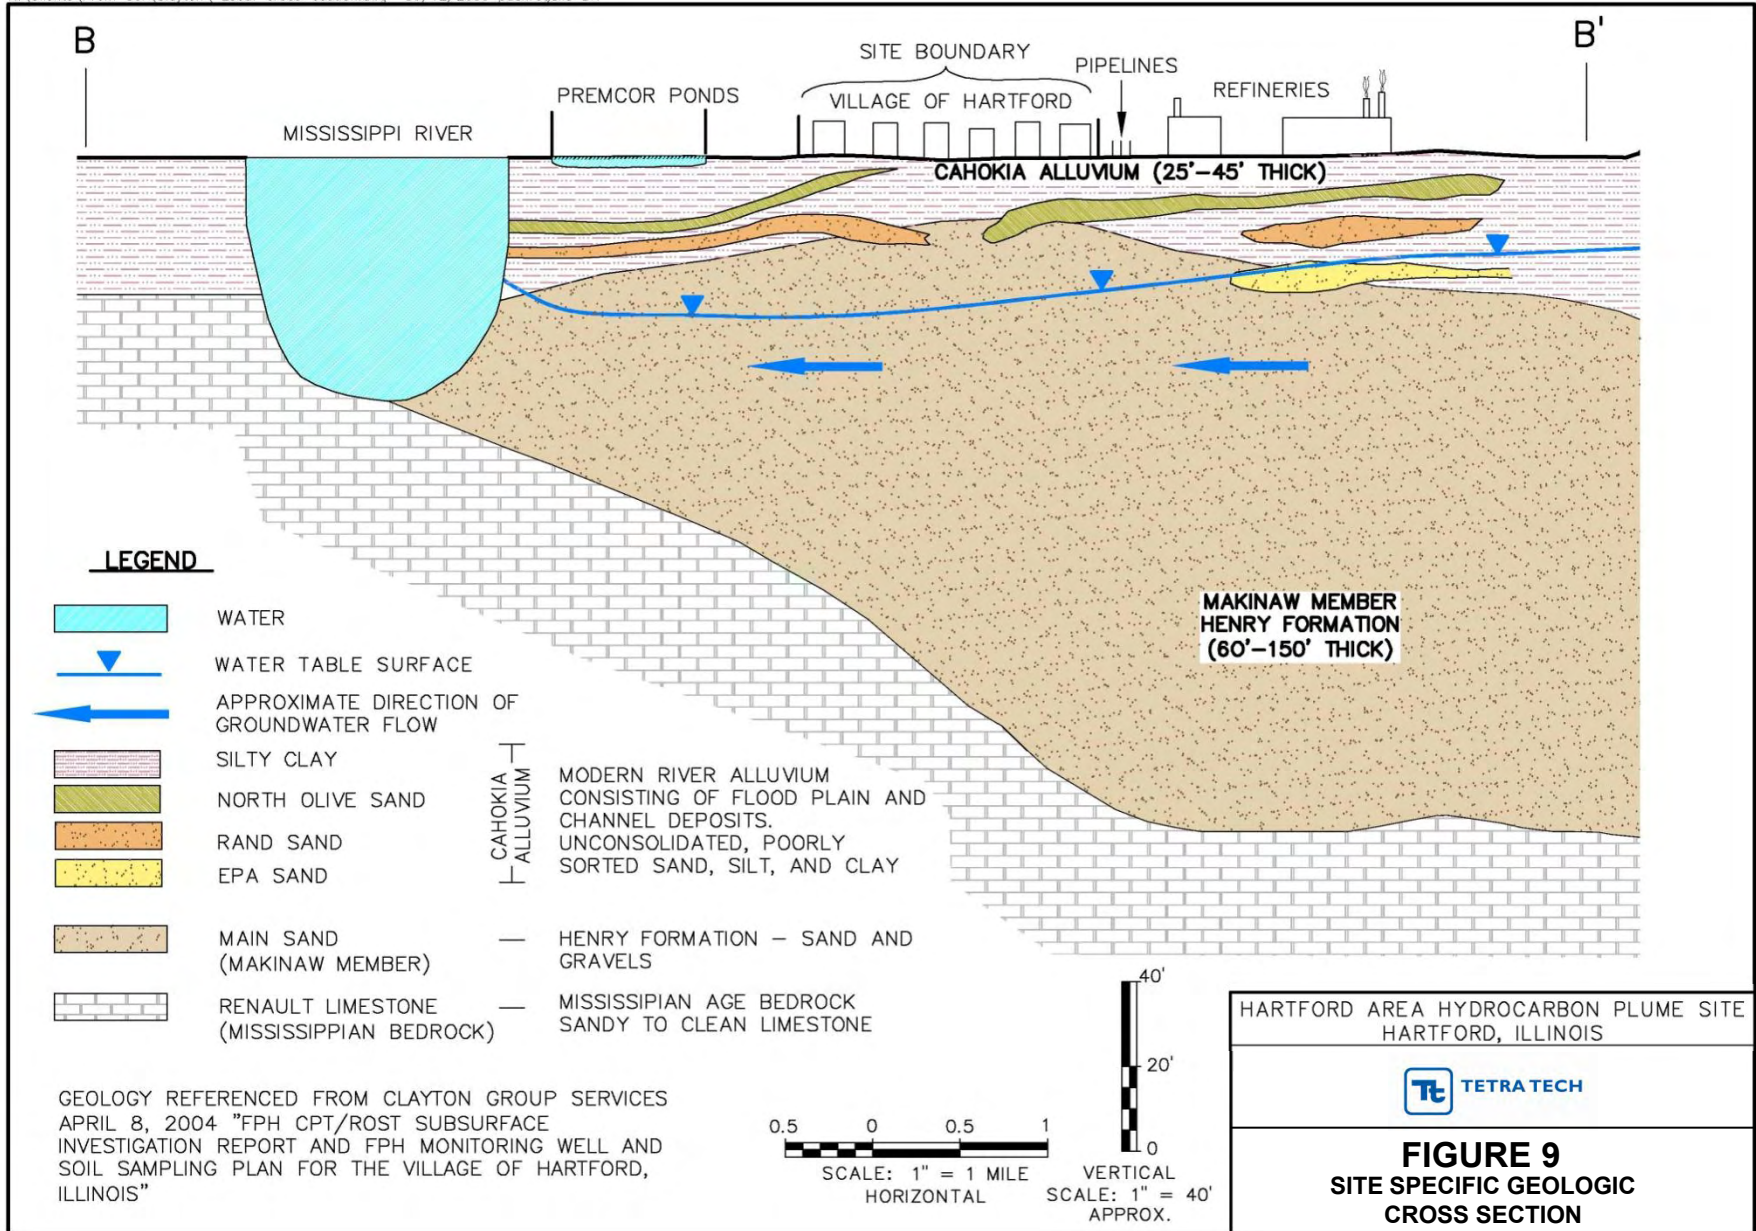 B
B'
SITE BOUNDARY
PIPELINES
PREMCOR PONDS
VILLAGE OF HARTFORD
REFINERIES
MISSISSIPPI RIVER
CAHOKIA ALLUVIUM (25'-45' THICK)
MAKINAW MEMBER
HENRY FORMATION
(60'-150' THICK)
LEGEND
WATER
WATER TABLE SURFACE
APPROXIMATE DIRECTION OF
GROUNDWATER FLOW
SILTY CLAY
NORTH OLIVE SAND
RAND SAND
EPA SAND
CAHOKIA
ALLUVIUM
MODERN RIVER ALLUVIUM
CONSISTING OF FLOOD PLAIN AND
CHANNEL DEPOSITS.
UNCONSOLIDATED, POORLY
SORTED SAND, SILT, AND CLAY
MAIN SAND
(MAKINAW MEMBER)
— HENRY FORMATION – SAND AND
GRAVELS
RENAULT LIMESTONE
(MISSISSIPPIAN BEDROCK)
— MISSISSIPIAN AGE BEDROCK
SANDY TO CLEAN LIMESTONE
GEOLOGY REFERENCED FROM CLAYTON GROUP SERVICES
APRIL 8, 2004 "FPH CPT/ROST SUBSURFACE
INVESTIGATION REPORT AND FPH MONITORING WELL AND
SOIL SAMPLING PLAN FOR THE VILLAGE OF HARTFORD,
ILLINOIS"
0.5 0 0.5 1
SCALE: 1" = 1 MILE
HORIZONTAL
40'
20'
0
VERTICAL
SCALE: 1" = 40'
APPROX.
HARTFORD AREA HYDROCARBON PLUME SITE
HARTFORD, ILLINOIS
Tt TETRA TECH
FIGURE 9
SITE SPECIFIC GEOLOGIC
CROSS SECTION